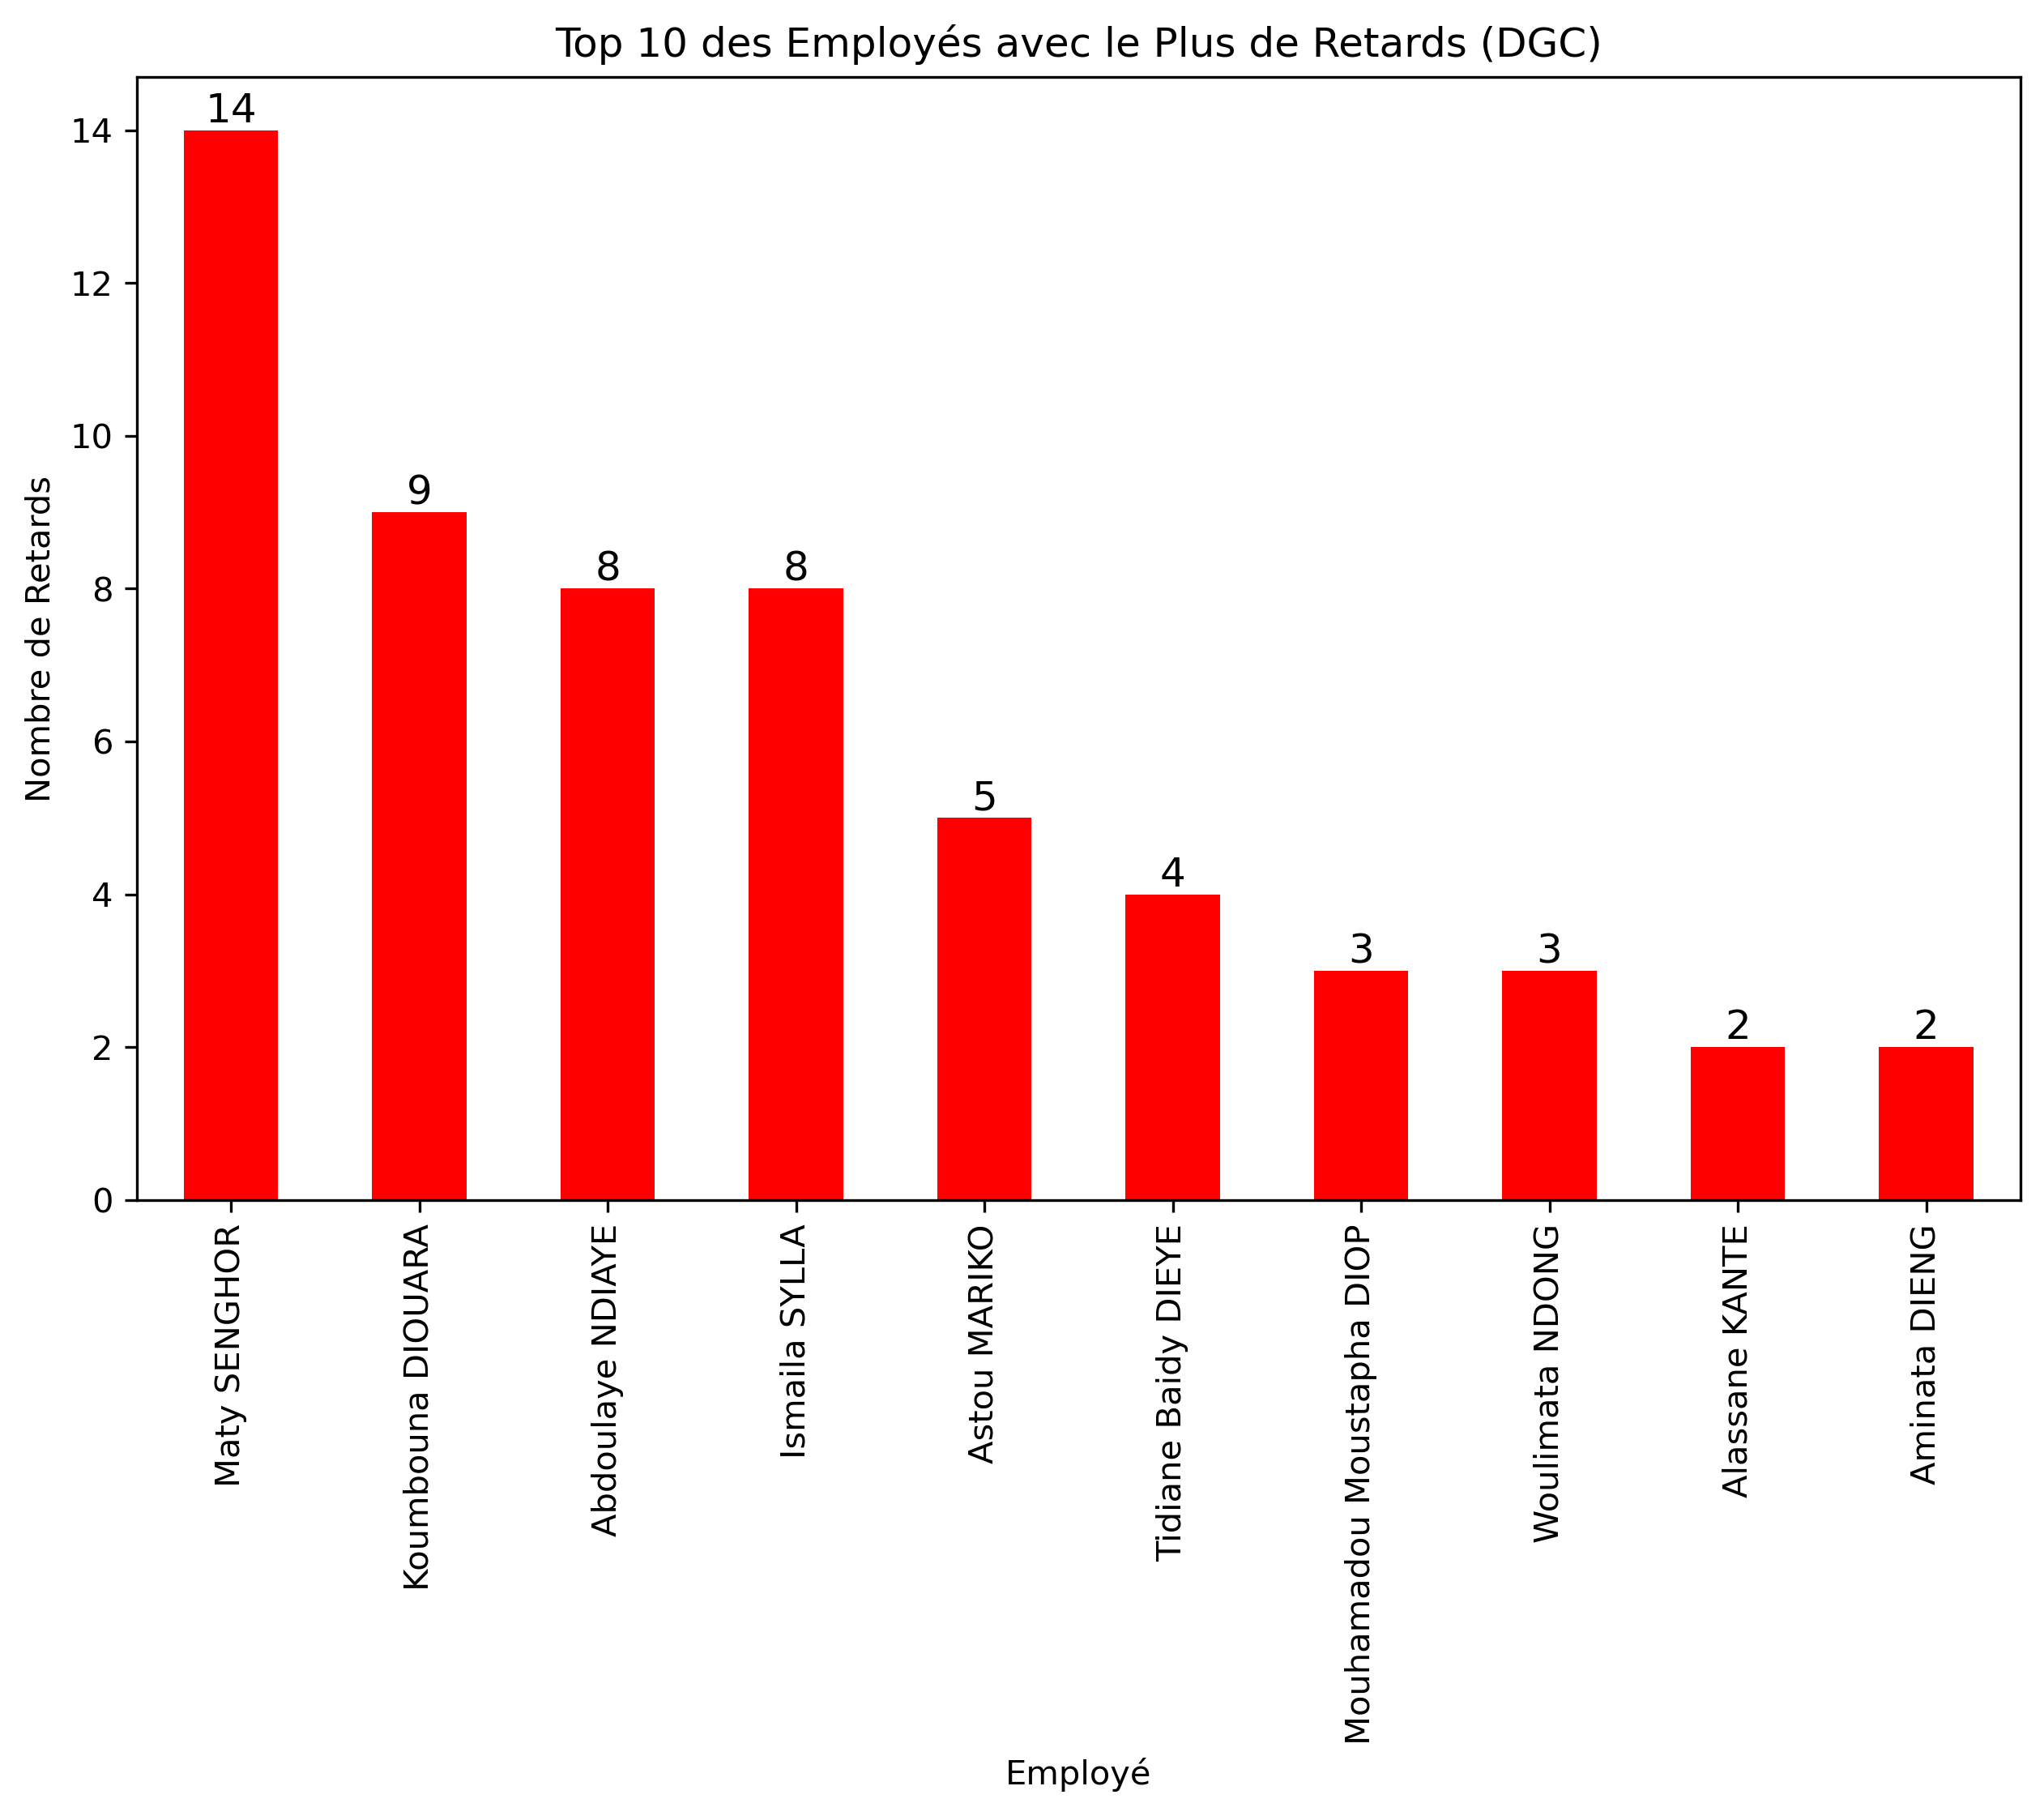 Top 10 des Employés avec le Plus de Retards (DGC)
Nombre de Retards
14
12
10
8
6
4
2
0
14
9
8
8
5
4
3
3
2
2
Maty SENGHOR
Koumbouna DIOUARA
Abdoulaye NDIAYE
Ismaila SYLLA
Astou MARIKO
Tidiane Baidy DIEYE
Mouhamadou Moustapha DIOP
Woulimata NDONG
Alassane KANTE
Aminata DIENG
Employé